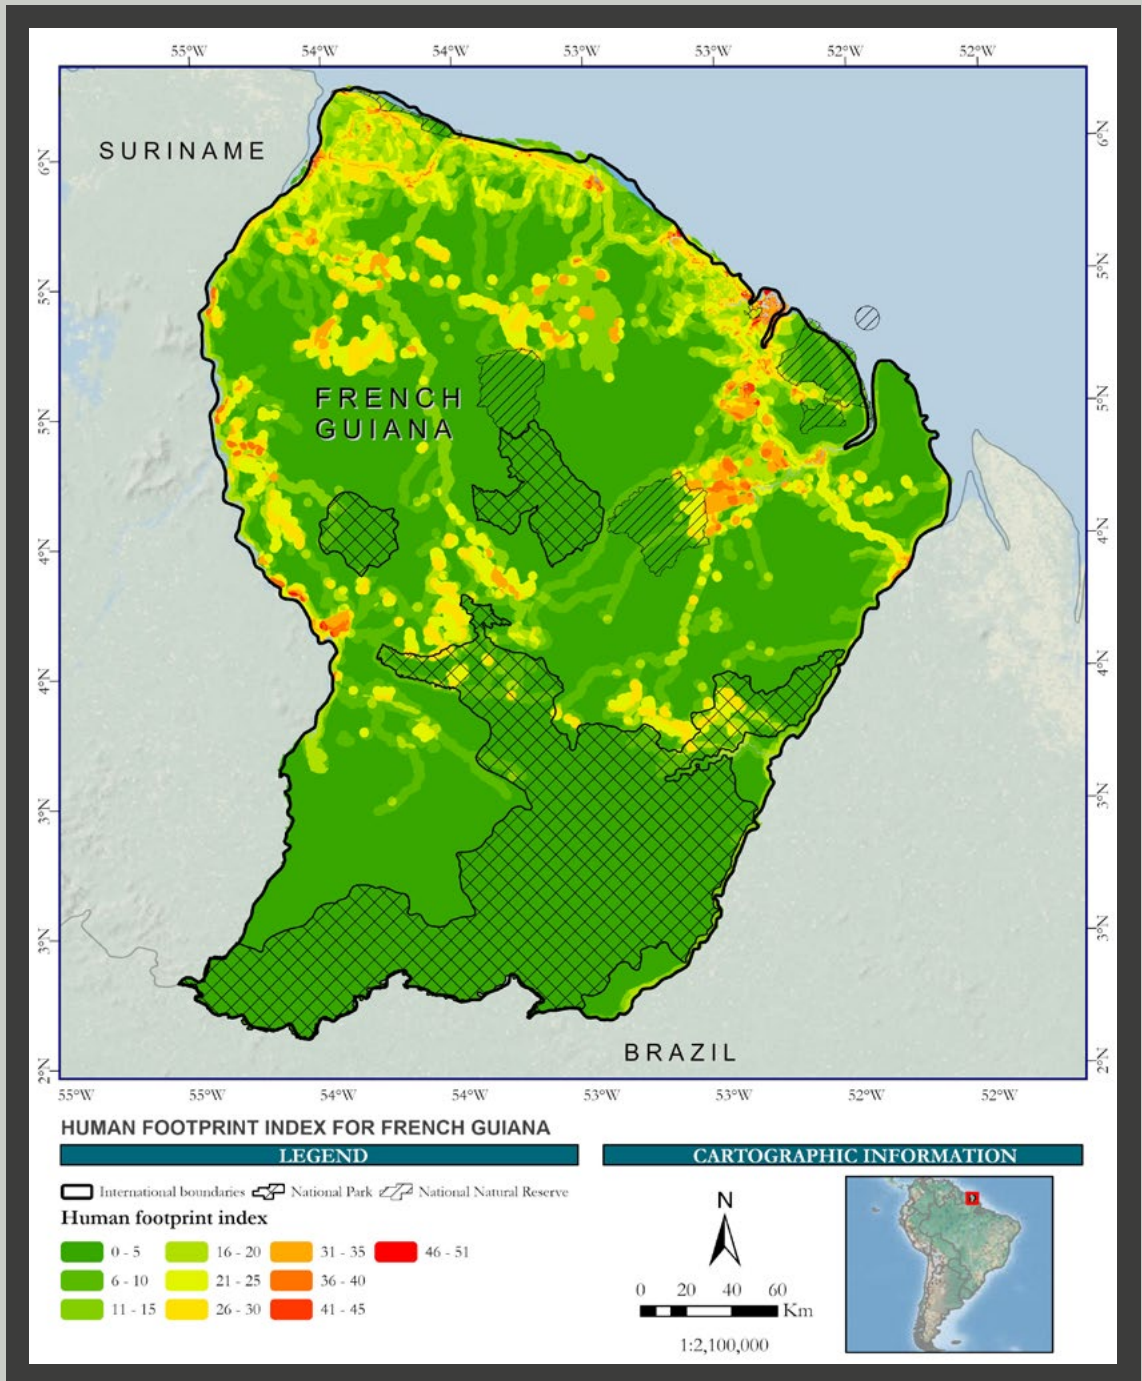 55°W 54°W 54°W 53°W 53°W 52°W 52°W
SURINAME
6°N
6°N
5°N
5°N
FRENCH
GUIANA
5°N
5°N
4°N
4°N
4°N
4°N
3°N
3°N
3°N
3°N
BRAZIL
2°N
2°N
55°W 55°W 54°W 54°W 53°W 53°W 52°W 52°W
HUMAN FOOTPRINT INDEX FOR FRENCH GUIANA
LEGEND
International boundaries National Park National Natural Reserve
Human footprint index
0 - 5 16 - 20 31 - 35 46 - 51
6 - 10 21 - 25 36 - 40
11 - 15 26 - 30 41 - 45
CARTOGRAPHIC INFORMATION
N
0 20 40 60
Km
1:2,100,000